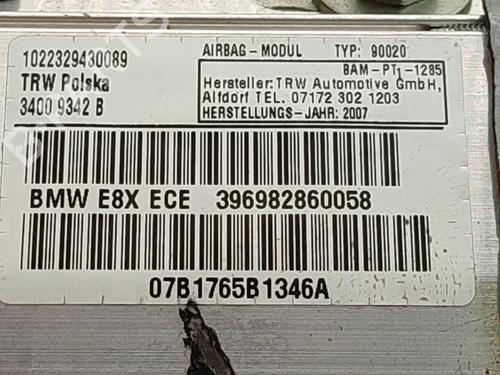 1022329430089
TRW Polska
3400 9342 B
AIRBAG-MODUL TYP: 90020
BAM-PT1-1285
Hersteller: TRW Automotive GmbH,
Alfdorf TEL. 07172 302 1203
HERSTELLUNGS-JAHR: 2007
BMW E8X ECE 396982860058
07B1765B1346A